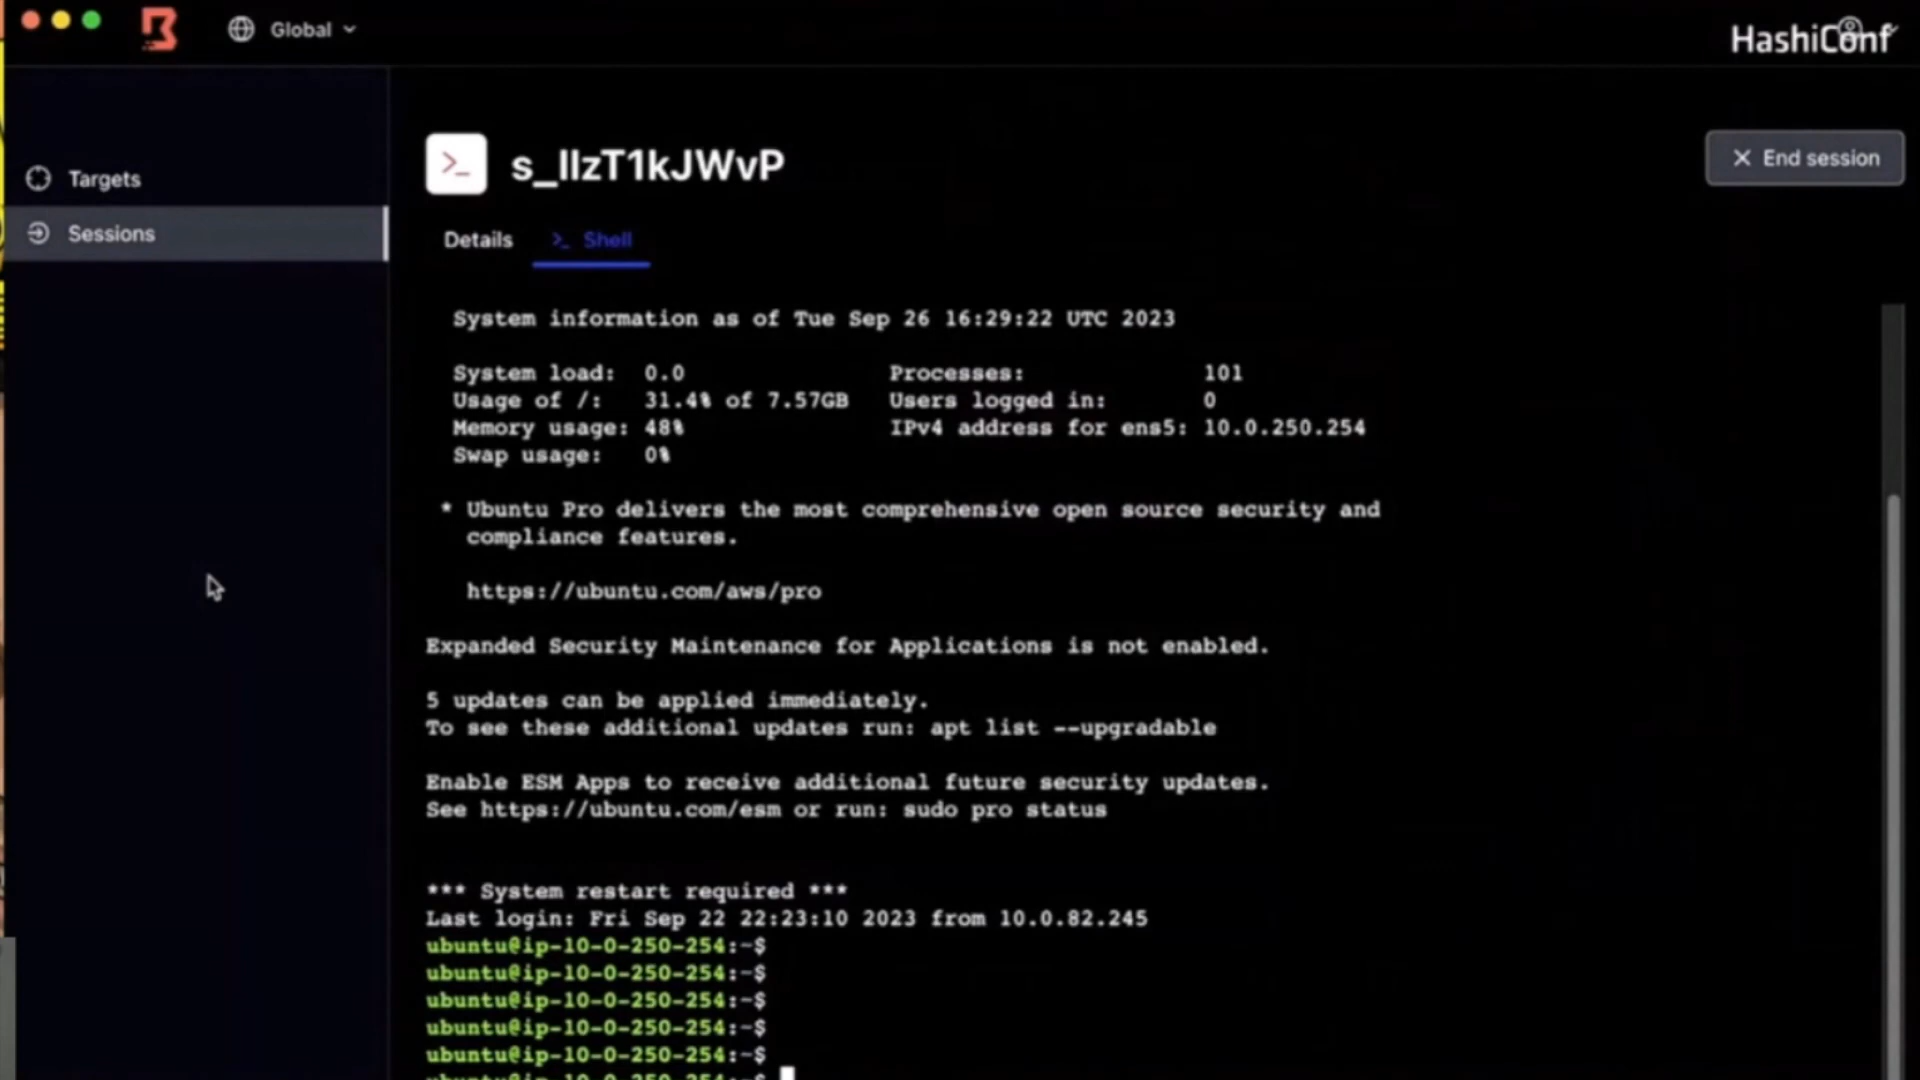 Global
HashiConf
Targets
Sessions
s_IIzT1kJWvP
End session
Details
>_ Shell
System information as of Tue Sep 26 16:29:22 UTC 2023
System load: 0.0 Processes: 101
Usage of /: 31.4% of 7.57GB Users logged in: 0
Memory usage: 48% IPv4 address for ens5: 10.0.250.254
Swap usage: 0%
* Ubuntu Pro delivers the most comprehensive open source security and
compliance features.
https://ubuntu.com/aws/pro
Expanded Security Maintenance for Applications is not enabled.
5 updates can be applied immediately.
To see these additional updates run: apt list --upgradable
Enable ESM Apps to receive additional future security updates.
See https://ubuntu.com/esm or run: sudo pro status
*** System restart required ***
Last login: Fri Sep 22 22:23:10 2023 from 10.0.82.245
ubuntu@ip-10-0-250-254:~$
ubuntu@ip-10-0-250-254:~$
ubuntu@ip-10-0-250-254:~$
ubuntu@ip-10-0-250-254:~$
ubuntu@ip-10-0-250-254:~$
ubuntu@ip-10-0-250-254:~$